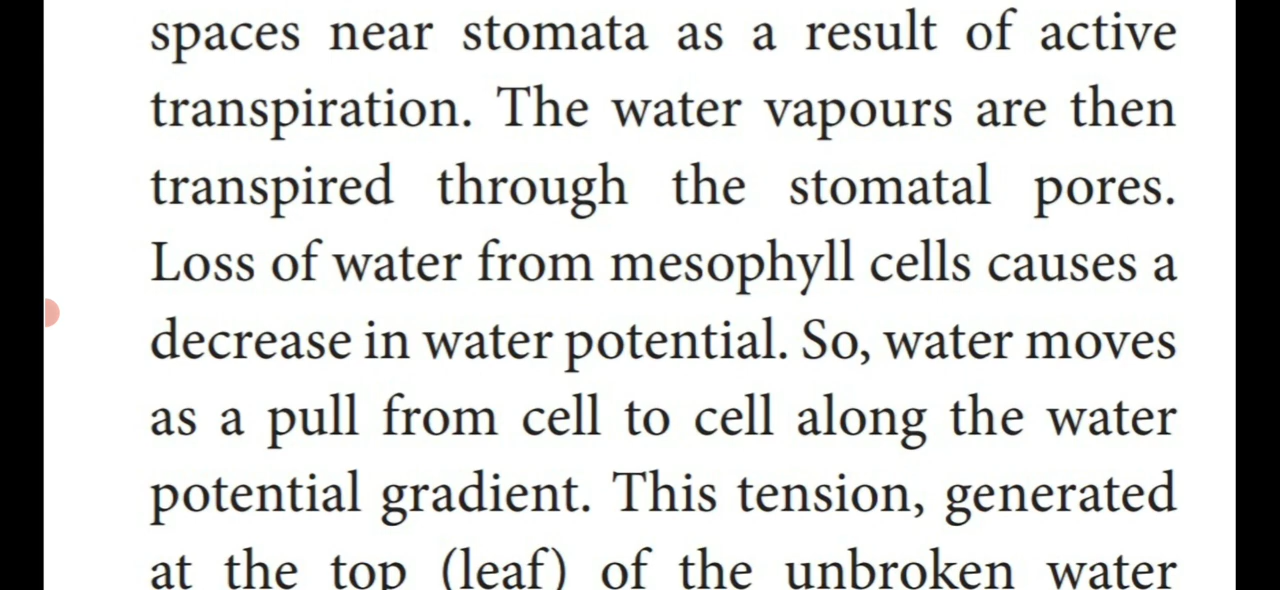 spaces near stomata as a result of active
transpiration. The water vapours are then
transpired through the stomatal pores.
Loss of water from mesophyll cells causes a
decrease in water potential. So, water moves
as a pull from cell to cell along the water
potential gradient. This tension, generated
at the top (leaf) of the unbroken water